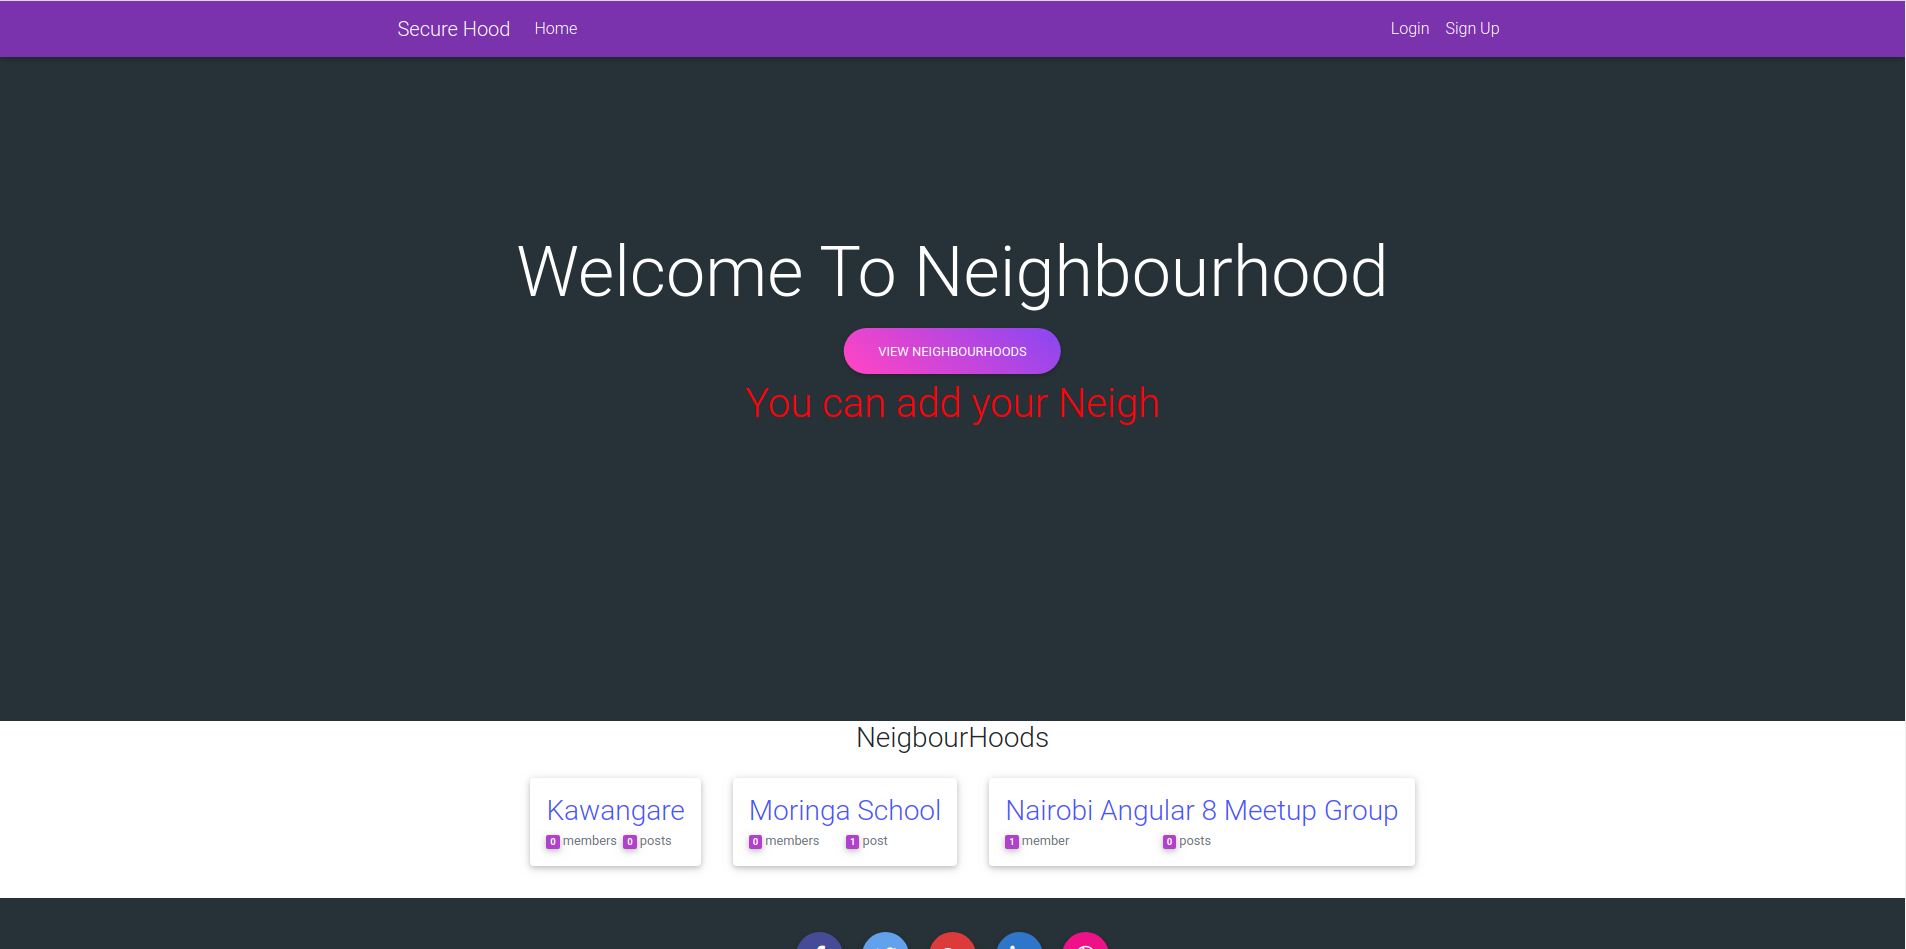 Secure Hood Home Login Sign Up
Welcome To Neighbourhood
VIEW NEIGHBOURHOODS
You can add your Neigh
NeigbourHoods
Kawangare
0 members 0 posts
Moringa School
0 members 1 post
Nairobi Angular 8 Meetup Group
1 member 0 posts